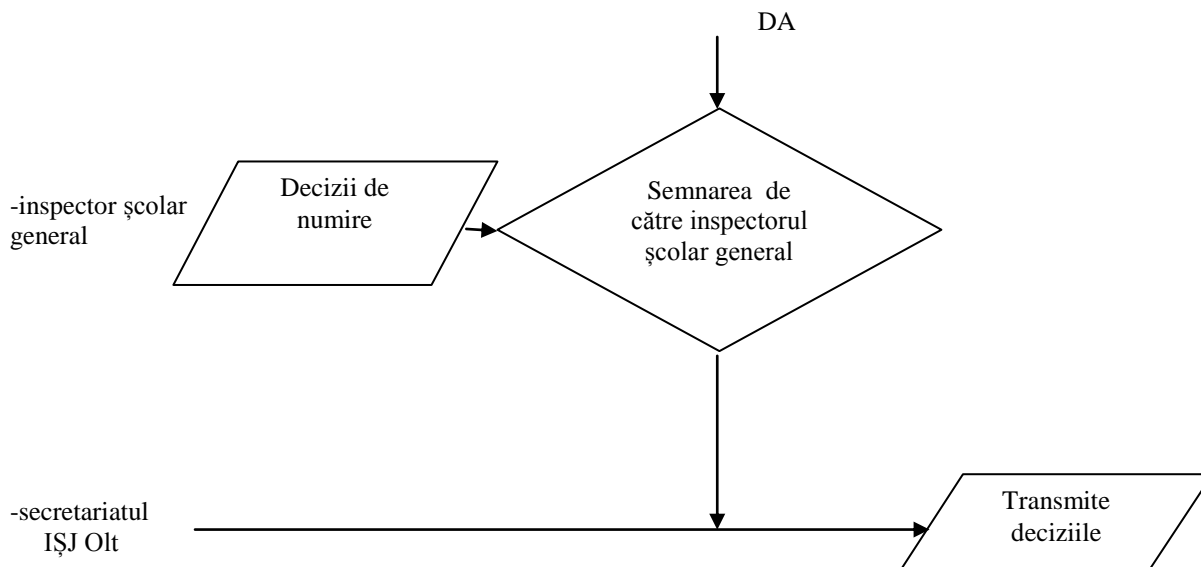 DA
Decizii de
numire
Semnarea de
către inspectorul
școlar general
-inspector școlar
general
-secretariatul
IȘJ Olt
Transmite
deciziile